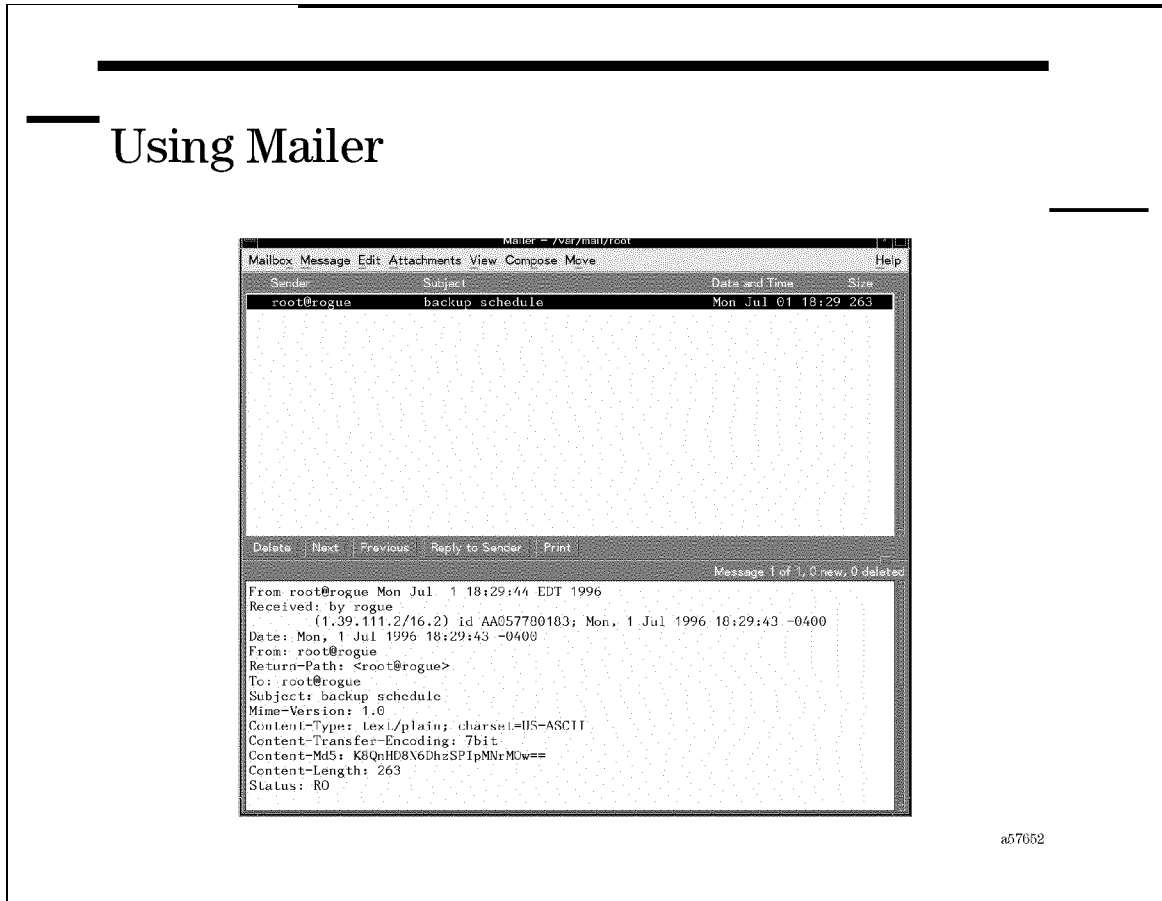 Using Mailer
Mailer - /var/mail/root
Mailbox Message Edit Attachments View Compose Move Help
Sender Subject Date and Time Size
root@rogue backup schedule Mon Jul 01 18:29 263
Delete Next Previous Reply to Sender Print
Message 1 of 1, 0 new, 0 deleted
From root@rogue Mon Jul 1 18:29:44 EDT 1996
Received: by rogue
(1.39.111.2/16.2) id AA057780183; Mon, 1 Jul 1996 18:29:43 -0400
Date: Mon, 1 Jul 1996 18:29:43 -0400
From: root@rogue
Return-Path: <root@rogue>
To: root@rogue
Subject: backup schedule
Mime-Version: 1.0
Content-Type: text/plain; charset=US-ASCII
Content-Transfer-Encoding: 7bit
Content-Md5:
Content-Length: 263
Status: RO
a57652